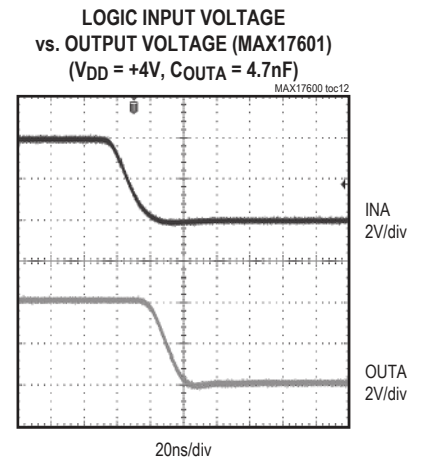 LOGIC INPUT VOLTAGE
vs. OUTPUT VOLTAGE (MAX17601)
(VDD = +4V, COUTA = 4.7nF)
MAX17600 toc12
INA
2V/div
OUTA
2V/div
20ns/div